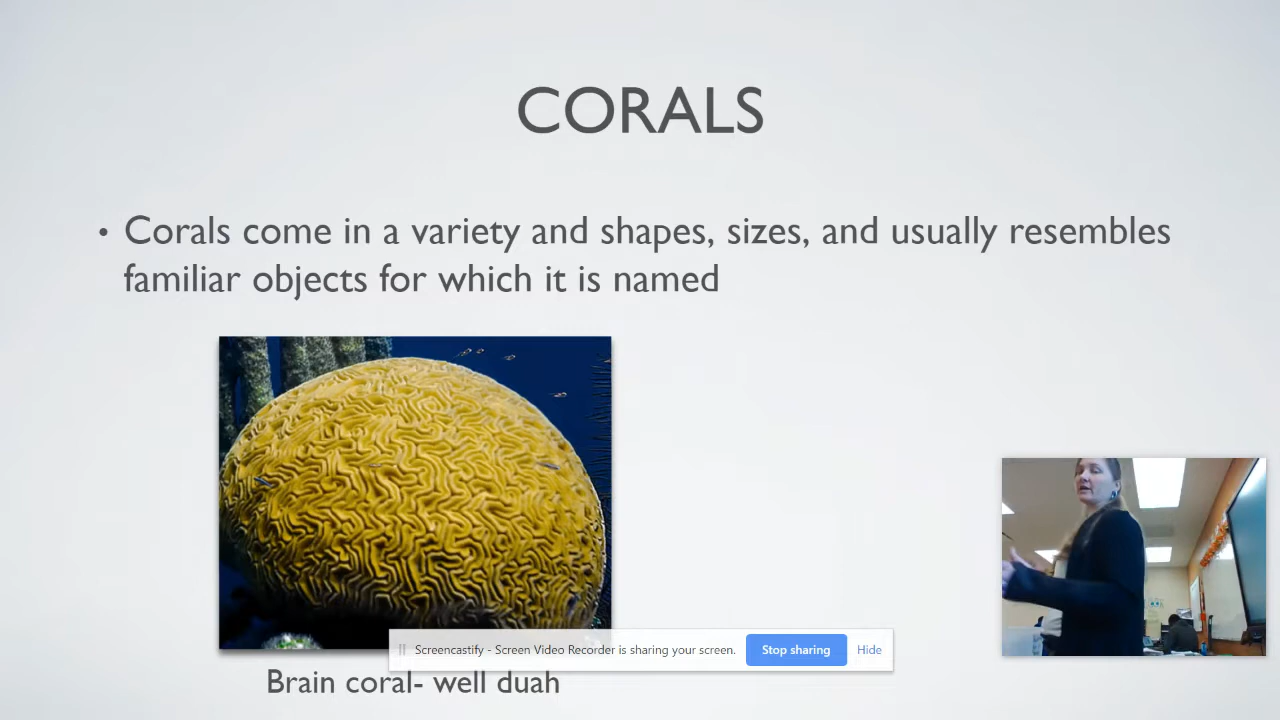 CORALS
• Corals come in a variety and shapes, sizes, and usually resembles
familiar objects for which it is named
Screencastify - Screen Video Recorder is sharing your screen.
Stop sharing
Hide
Brain coral- well duah